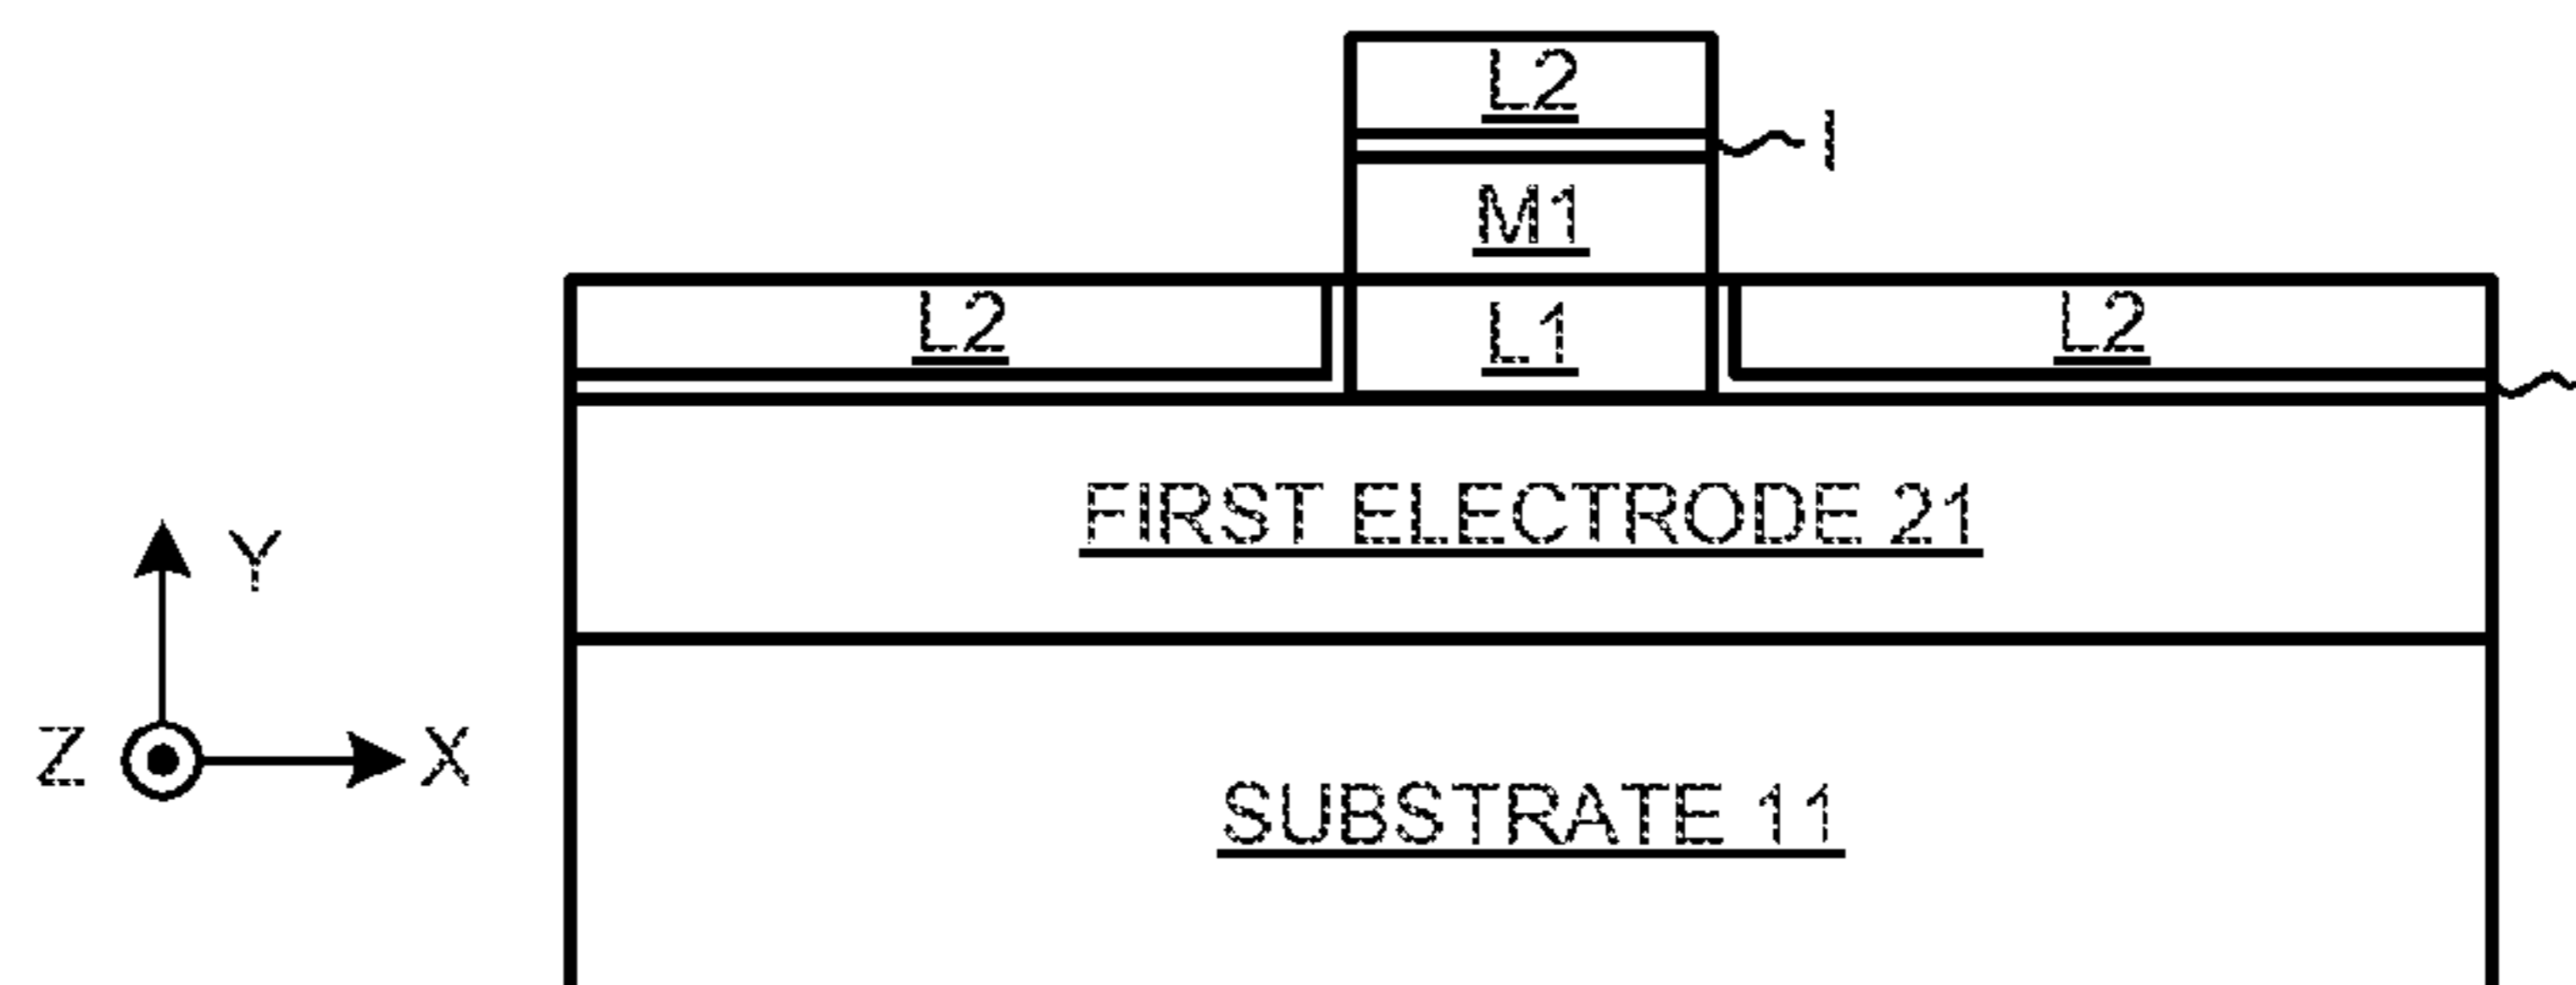 L2
I
M1
L2 L1 L2
FIRST ELECTRODE 21
Y
Z X
SUBSTRATE 11